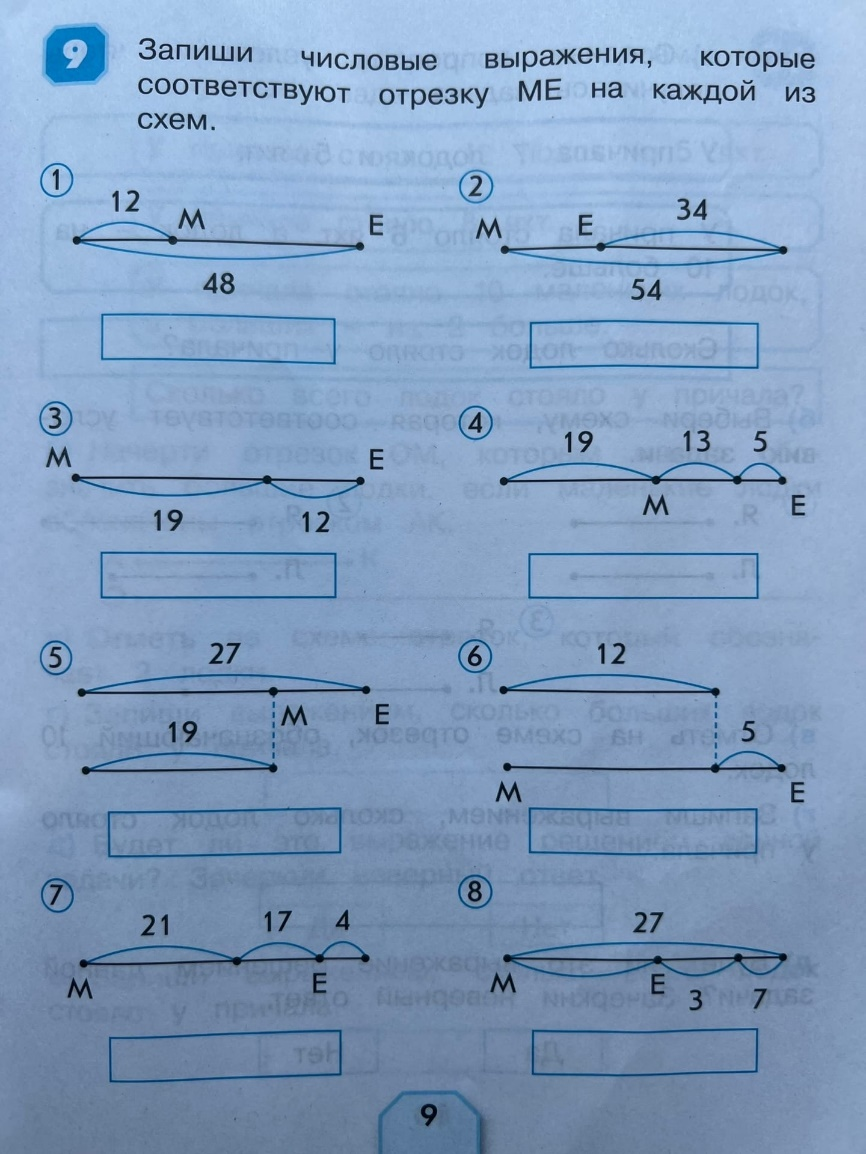 9 Запиши числовые выражения, которые
соответствуют отрезку МЕ на каждой из
схем.
1
12
М
Е
48
2
М
Е
34
54
3
М
Е
19
12
4
19
13
5
М
Е
5
27
М
Е
19
6
12
5
М
Е
7
21
17
4
М
Е
8
27
М
Е
3
7
9